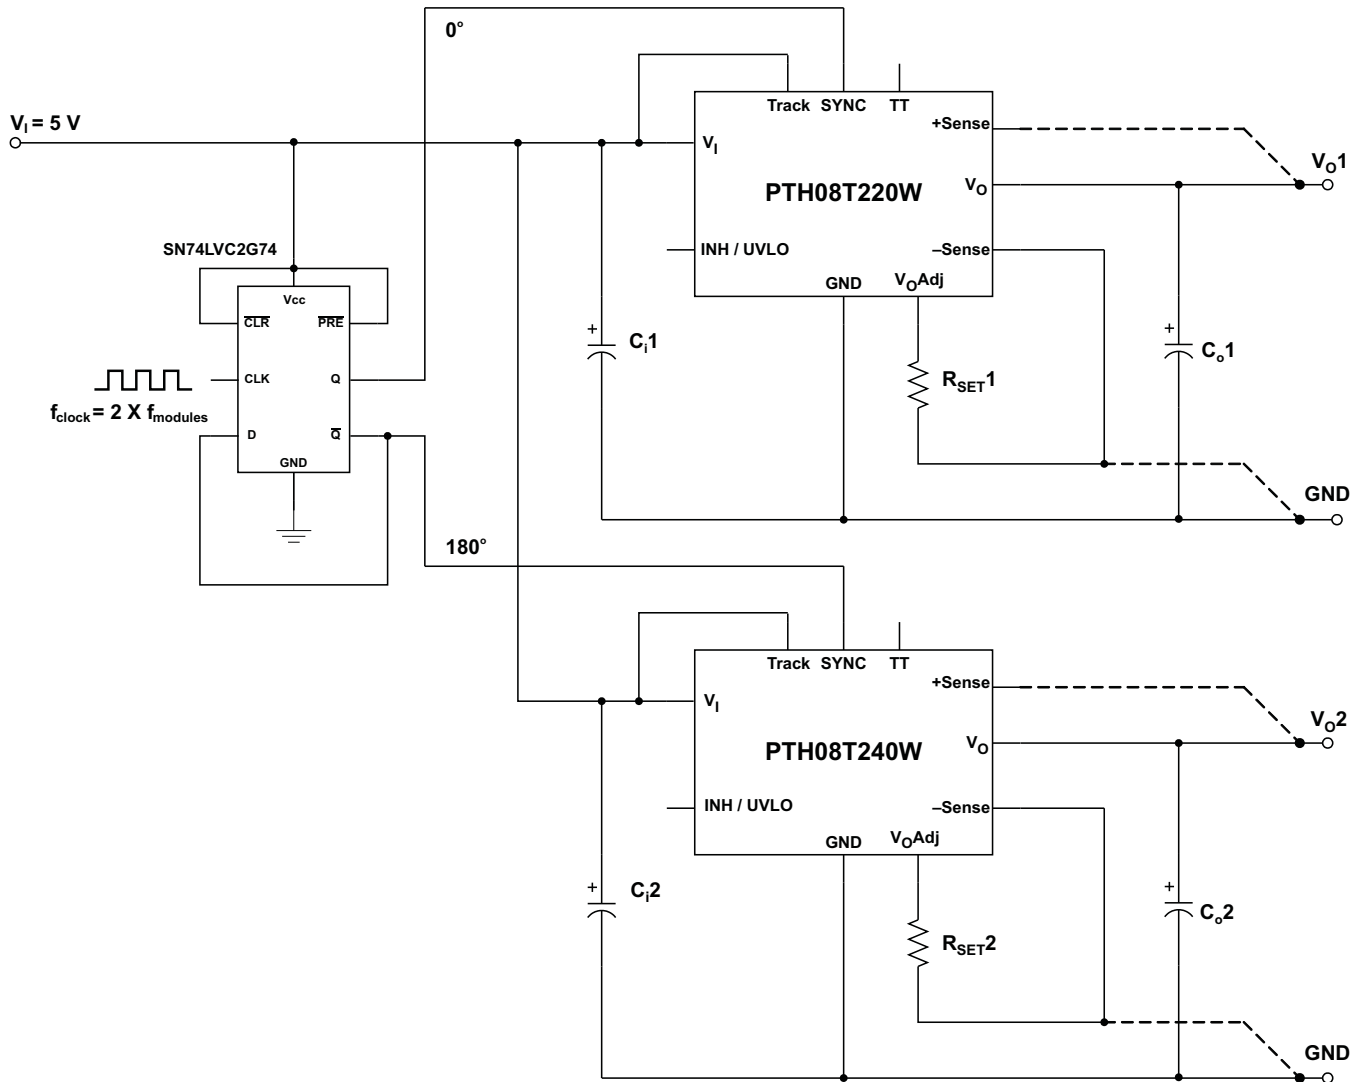 0°
Track SYNC TT
V_I = 5 V
+Sense
V_I
V_O1
PTH08T220W
V_O
SN74LVC2G74
INH / UVLO
–Sense
GND
V_OAdj
Vcc
CLR
PRE
+
C_i1
+
C_o1
CLK
Q
R_SET1
f_clock = 2 X f_modules
D
Q
GND
GND
180°
Track SYNC TT
+Sense
V_I
V_O2
PTH08T240W
V_O
INH / UVLO
–Sense
GND
V_OAdj
+
C_i2
+
C_o2
R_SET2
GND